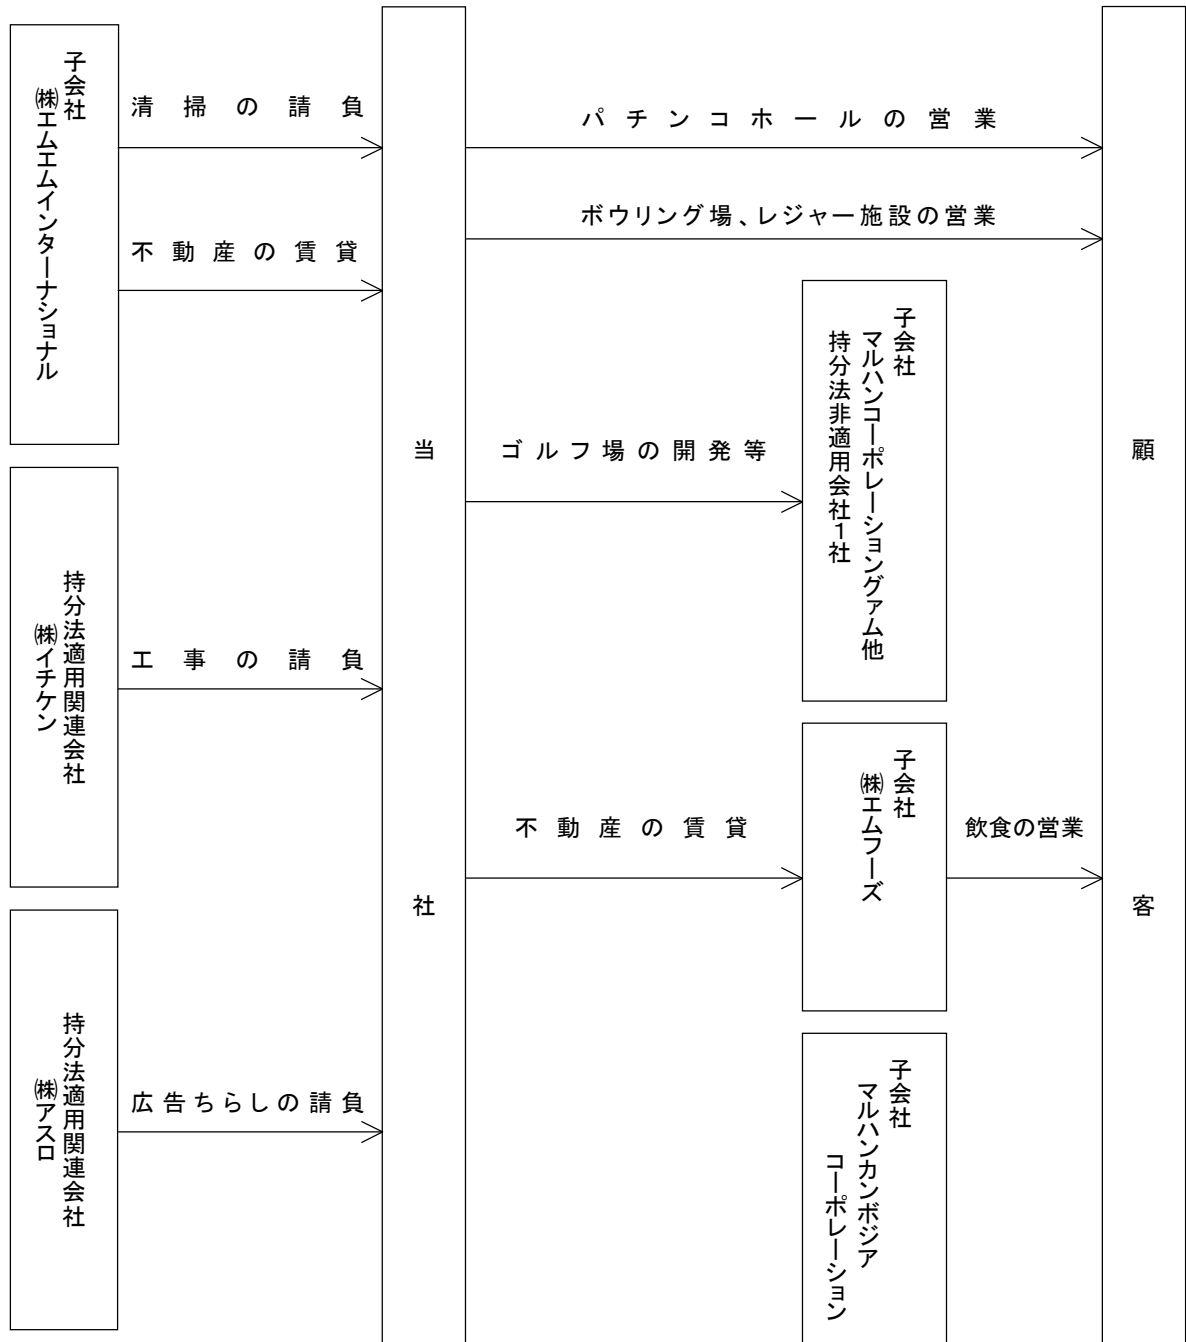 子会社
㈱エムエムインターナショナル
清掃の請負
不動産の賃貸
持分法適用関連会社
㈱イチケン
工事の請負
持分法適用関連会社
㈱アスロ
広告ちらしの請負
当社
パチンコホールの営業
ボウリング場、レジャー施設の営業
ゴルフ場の開発等
子会社
マルハンコーポレーショングァム他
持分法非適用会社1社
不動産の賃貸
子会社
㈱エムフーズ
飲食の営業
子会社
マルハンカンボジア
コーポレーション
顧客